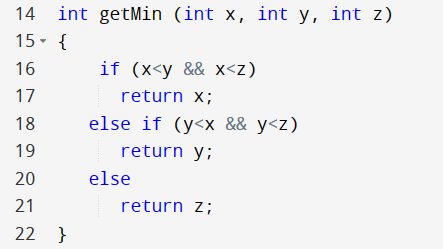 14 int getMin (int x, int y, int z)
15 {
16 if (x<y && x<z)
17 return x;
18 else if (y<x && y<z)
19 return y;
20 else
21 return z;
22 }